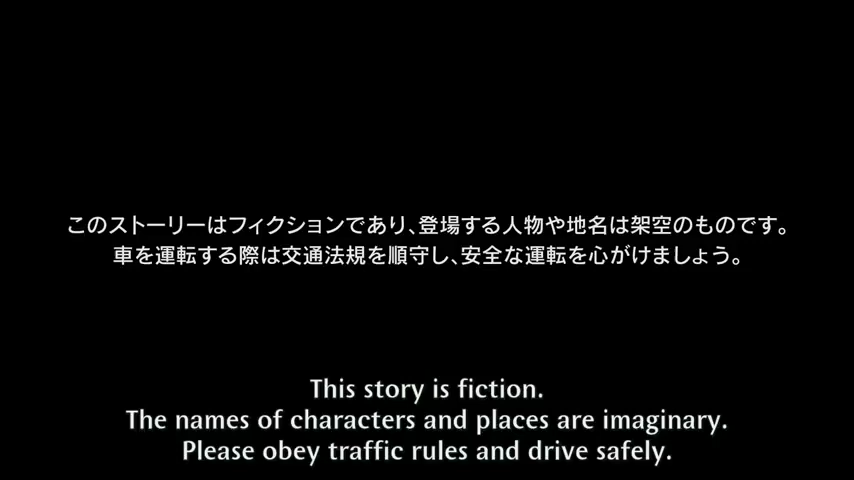 このストーリーはフィクションであり、登場する人物や地名は架空のものです。
車を運転する際は交通法規を順守し、安全な運転を心がけましょう。
This story is fiction.
The names of characters and places are imaginary.
Please obey traffic rules and drive safely.